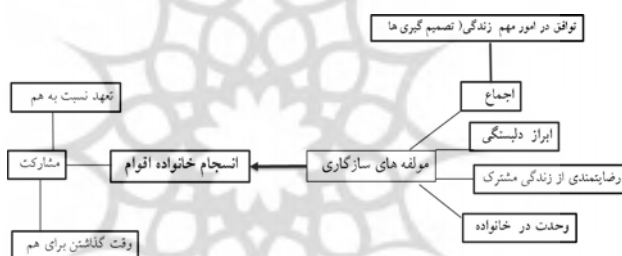 توافق در امور مهم زندگی( تصمیم گیری ها
اجماع
ابراز دلبستگی
رضایتمندی از زندگی مشترک
وحدت در خانواده
مولفه های سازگاری
انسجام خانواده اقوام
تعهد نسبت به هم
مشارکت
وقت گذاشتن برای هم